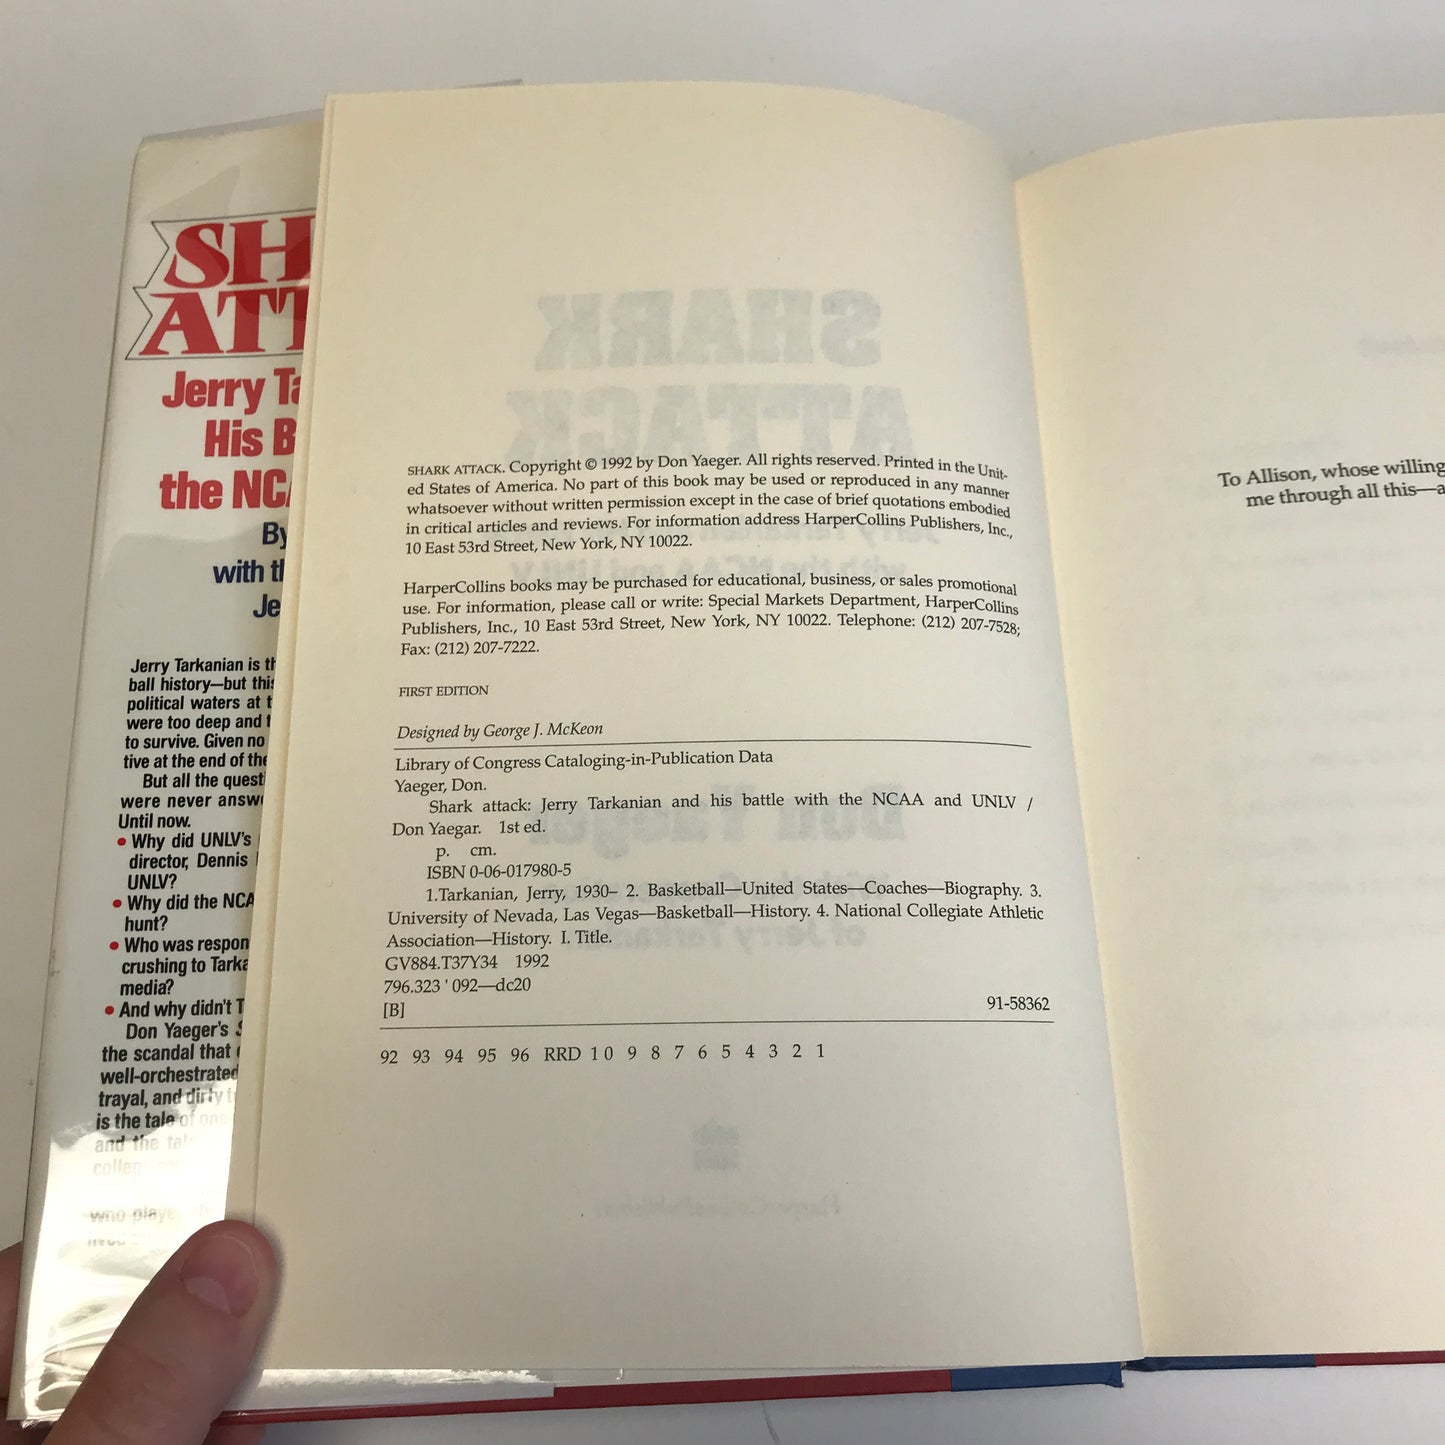 SH
ATT
Jerry Ta
His B
the NC
By
with th
Je
Jerry Tarkanian is th
ball history—but this
political waters at t
were too deep and t
to survive. Given no
tive at the end of the
But all the questi
were never answe
Until now.
• Why did UNLV's
director, Dennis
UNLV?
• Why did the NCA
hunt?
• Who was respon
crushing to Tarka
media?
• And why didn't T
Don Yaeger's S
the scandal that
well-orchestrated
trayal, and dirty t
is the tale of one
and the tale
colleg
who playe
SHARK
ATTACK
SHARK ATTACK. Copyright © 1992 by Don Yaeger. All rights reserved. Printed in the Unit-
ed States of America. No part of this book may be used or reproduced in any manner
whatsoever without written permission except in the case of brief quotations embodied
in critical articles and reviews. For information address HarperCollins Publishers, Inc.,
10 East 53rd Street, New York, NY 10022.
HarperCollins books may be purchased for educational, business, or sales promotional
use. For information, please call or write: Special Markets Department, HarperCollins
Publishers, Inc., 10 East 53rd Street, New York, NY 10022. Telephone: (212) 207-7528;
Fax: (212) 207-7222.
FIRST EDITION
Designed by George J. McKeon
Library of Congress Cataloging-in-Publication Data
Yaeger, Don.
Shark attack: Jerry Tarkanian and his battle with the NCAA and UNLV /
Don Yaegar. 1st ed.
p. cm.
ISBN 0-06-017980-5
1.Tarkanian, Jerry, 1930– 2. Basketball—United States—Coaches—Biography. 3.
University of Nevada, Las Vegas—Basketball—History. 4. National Collegiate Athletic
Association—History. I. Title.
GV884.T37Y34 1992
796.323 ' 092—dc20
[B] 91-58362
92 93 94 95 96 RRD 10 9 8 7 6 5 4 3 2 1
To Allison, whose willing
me through all this—a